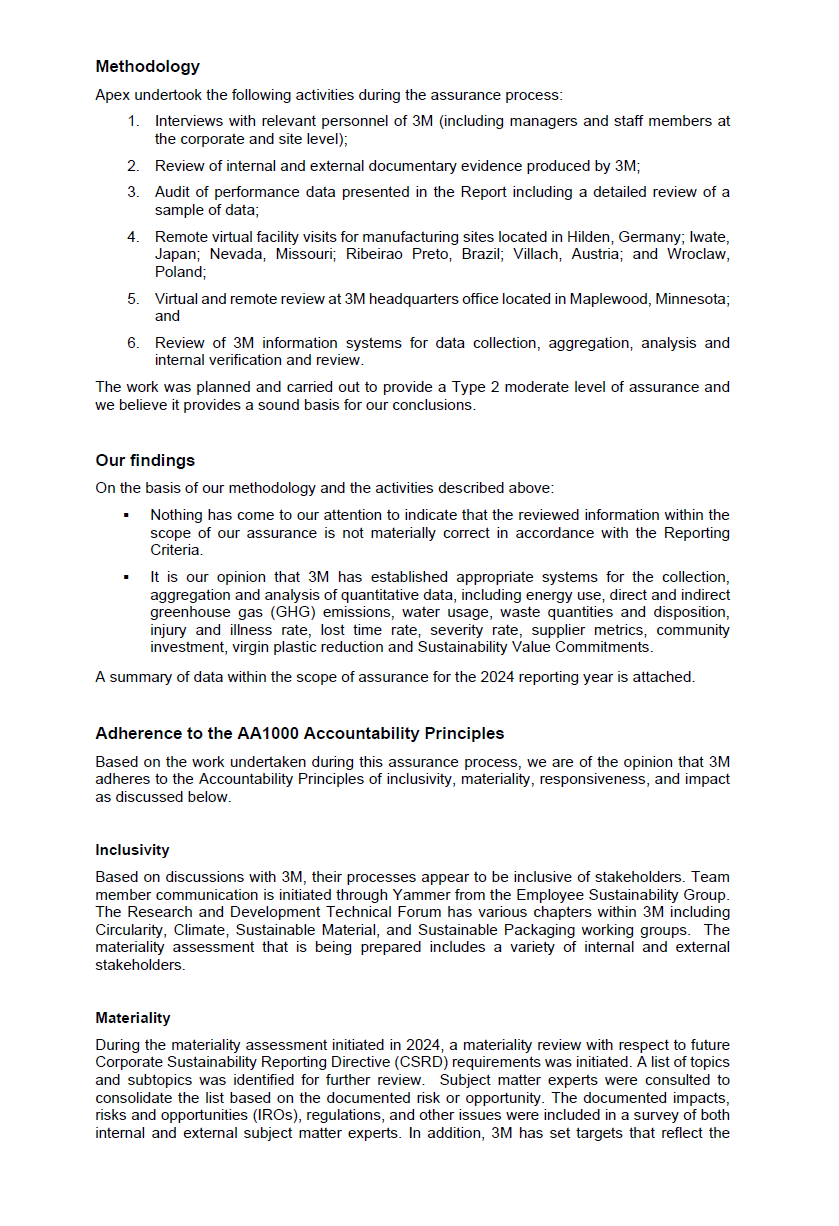 Methodology
Apex undertook the following activities during the assurance process:
1. Interviews with relevant personnel of 3M (including managers and staff members at
the corporate and site level);
2. Review of internal and external documentary evidence produced by 3M;
3. Audit of performance data presented in the Report including a detailed review of a
sample of data;
4. Remote virtual facility visits for manufacturing sites located in Hilden, Germany; Iwate,
Japan; Nevada, Missouri; Ribeirao Preto, Brazil; Villach, Austria; and Wroclaw,
Poland;
5. Virtual and remote review at 3M headquarters office located in Maplewood, Minnesota;
and
6. Review of 3M information systems for data collection, aggregation, analysis and
internal verification and review.
The work was planned and carried out to provide a Type 2 moderate level of assurance and
we believe it provides a sound basis for our conclusions.
Our findings
On the basis of our methodology and the activities described above:
▪ Nothing has come to our attention to indicate that the reviewed information within the
scope of our assurance is not materially correct in accordance with the Reporting
Criteria.
▪ It is our opinion that 3M has established appropriate systems for the collection,
aggregation and analysis of quantitative data, including energy use, direct and indirect
greenhouse gas (GHG) emissions, water usage, waste quantities and disposition,
injury and illness rate, lost time rate, severity rate, supplier metrics, community
investment, virgin plastic reduction and Sustainability Value Commitments.
A summary of data within the scope of assurance for the 2024 reporting year is attached.
Adherence to the AA1000 Accountability Principles
Based on the work undertaken during this assurance process, we are of the opinion that 3M
adheres to the Accountability Principles of inclusivity, materiality, responsiveness, and impact
as discussed below.
Inclusivity
Based on discussions with 3M, their processes appear to be inclusive of stakeholders. Team
member communication is initiated through Yammer from the Employee Sustainability Group.
The Research and Development Technical Forum has various chapters within 3M including
Circularity, Climate, Sustainable Material, and Sustainable Packaging working groups. The
materiality assessment that is being prepared includes a variety of internal and external
stakeholders.
Materiality
During the materiality assessment initiated in 2024, a materiality review with respect to future
Corporate Sustainability Reporting Directive (CSRD) requirements was initiated. A list of topics
and subtopics was identified for further review. Subject matter experts were consulted to
consolidate the list based on the documented risk or opportunity. The documented impacts,
risks and opportunities (IROs), regulations, and other issues were included in a survey of both
internal and external subject matter experts. In addition, 3M has set targets that reflect the